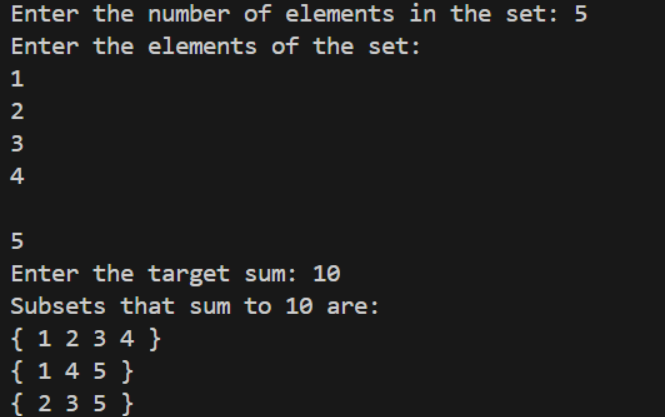 Enter the number of elements in the set: 5
Enter the elements of the set:
1
2
3
4
5
Enter the target sum: 10
Subsets that sum to 10 are:
{ 1 2 3 4 }
{ 1 4 5 }
{ 2 3 5 }